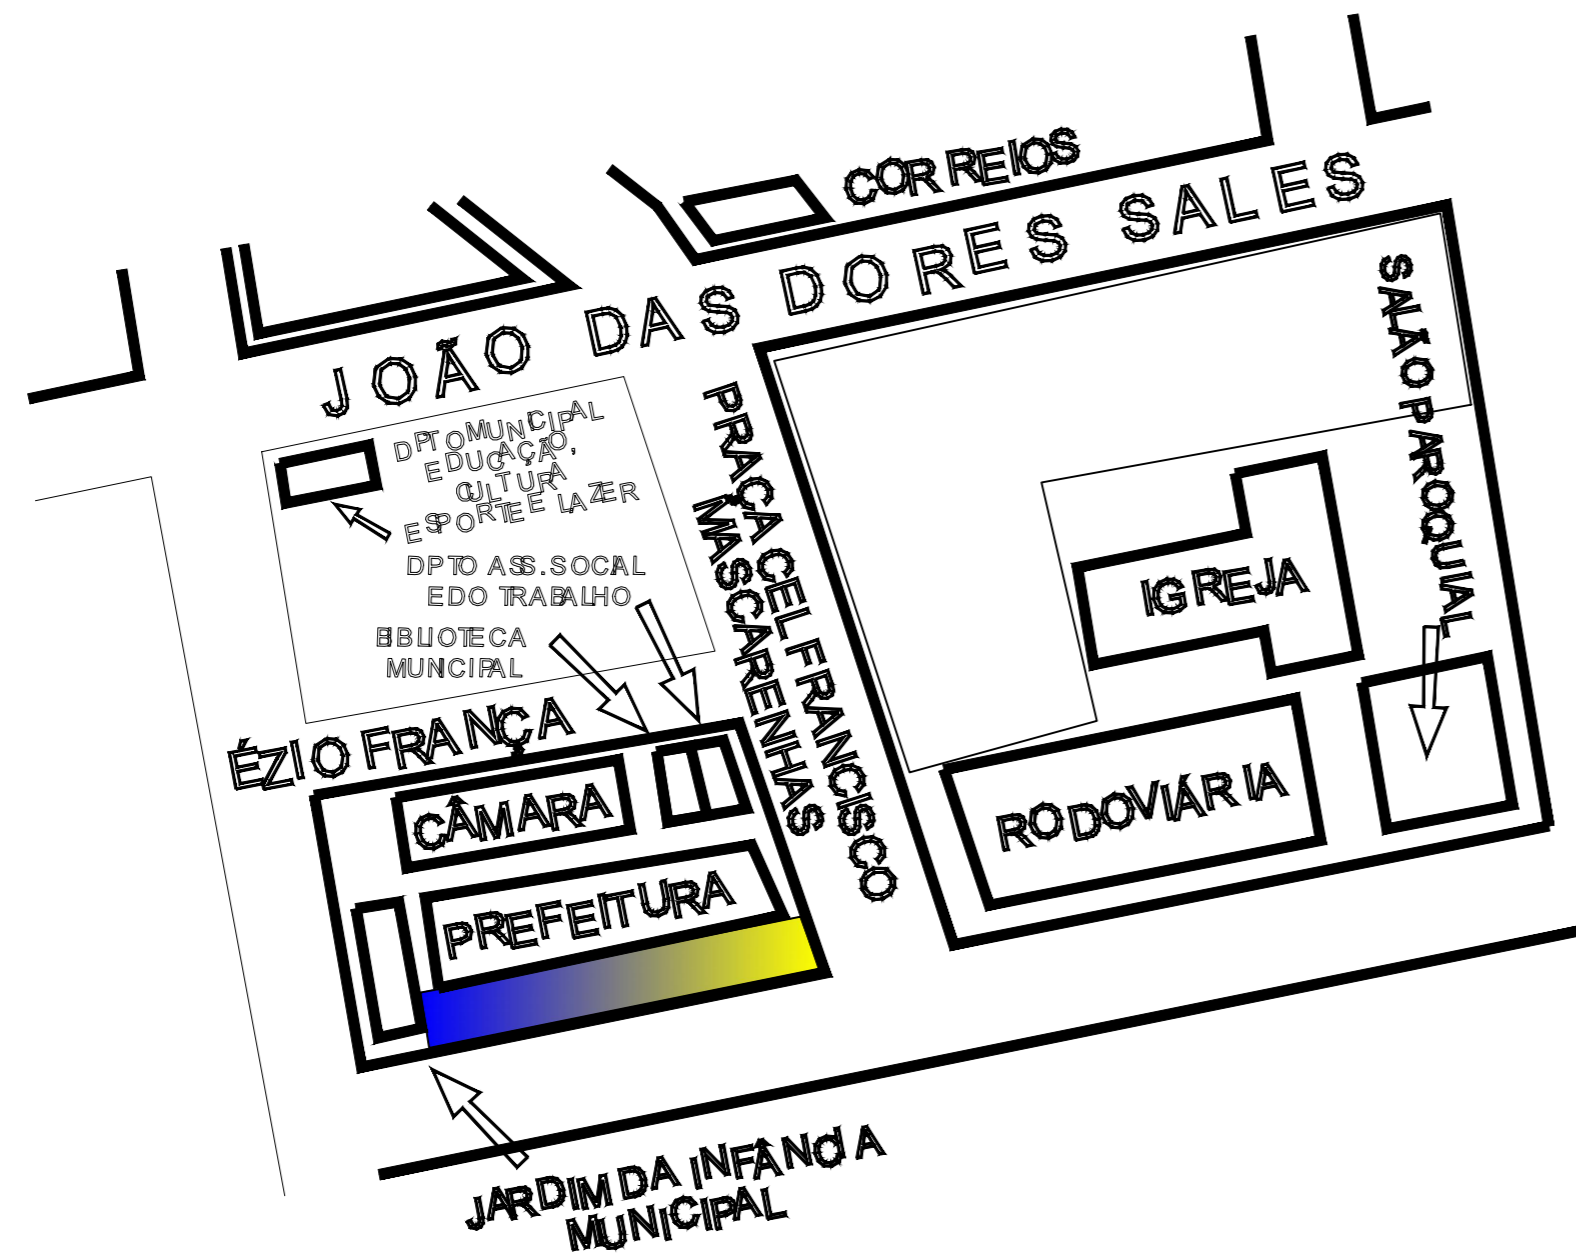 CORREIOS
JOÃO DAS DORES SALES
SALÃO PAROQUIAL
DPTO MUNICIPAL
EDUCAÇÃO,
CULTURA
ESPORTE E LAZER
PRAÇA CEL FRANCISCO
MASCARENHAS
DPTO ASS. SOCIAL
E DO TRABALHO
BIBLIOTECA
MUNICIPAL
IGREJA
ÉZIO FRANÇA
CÂMARA
RODOVIÁRIA
PREFEITURA
JARDIM DA INFÂNCIA
MUNICIPAL